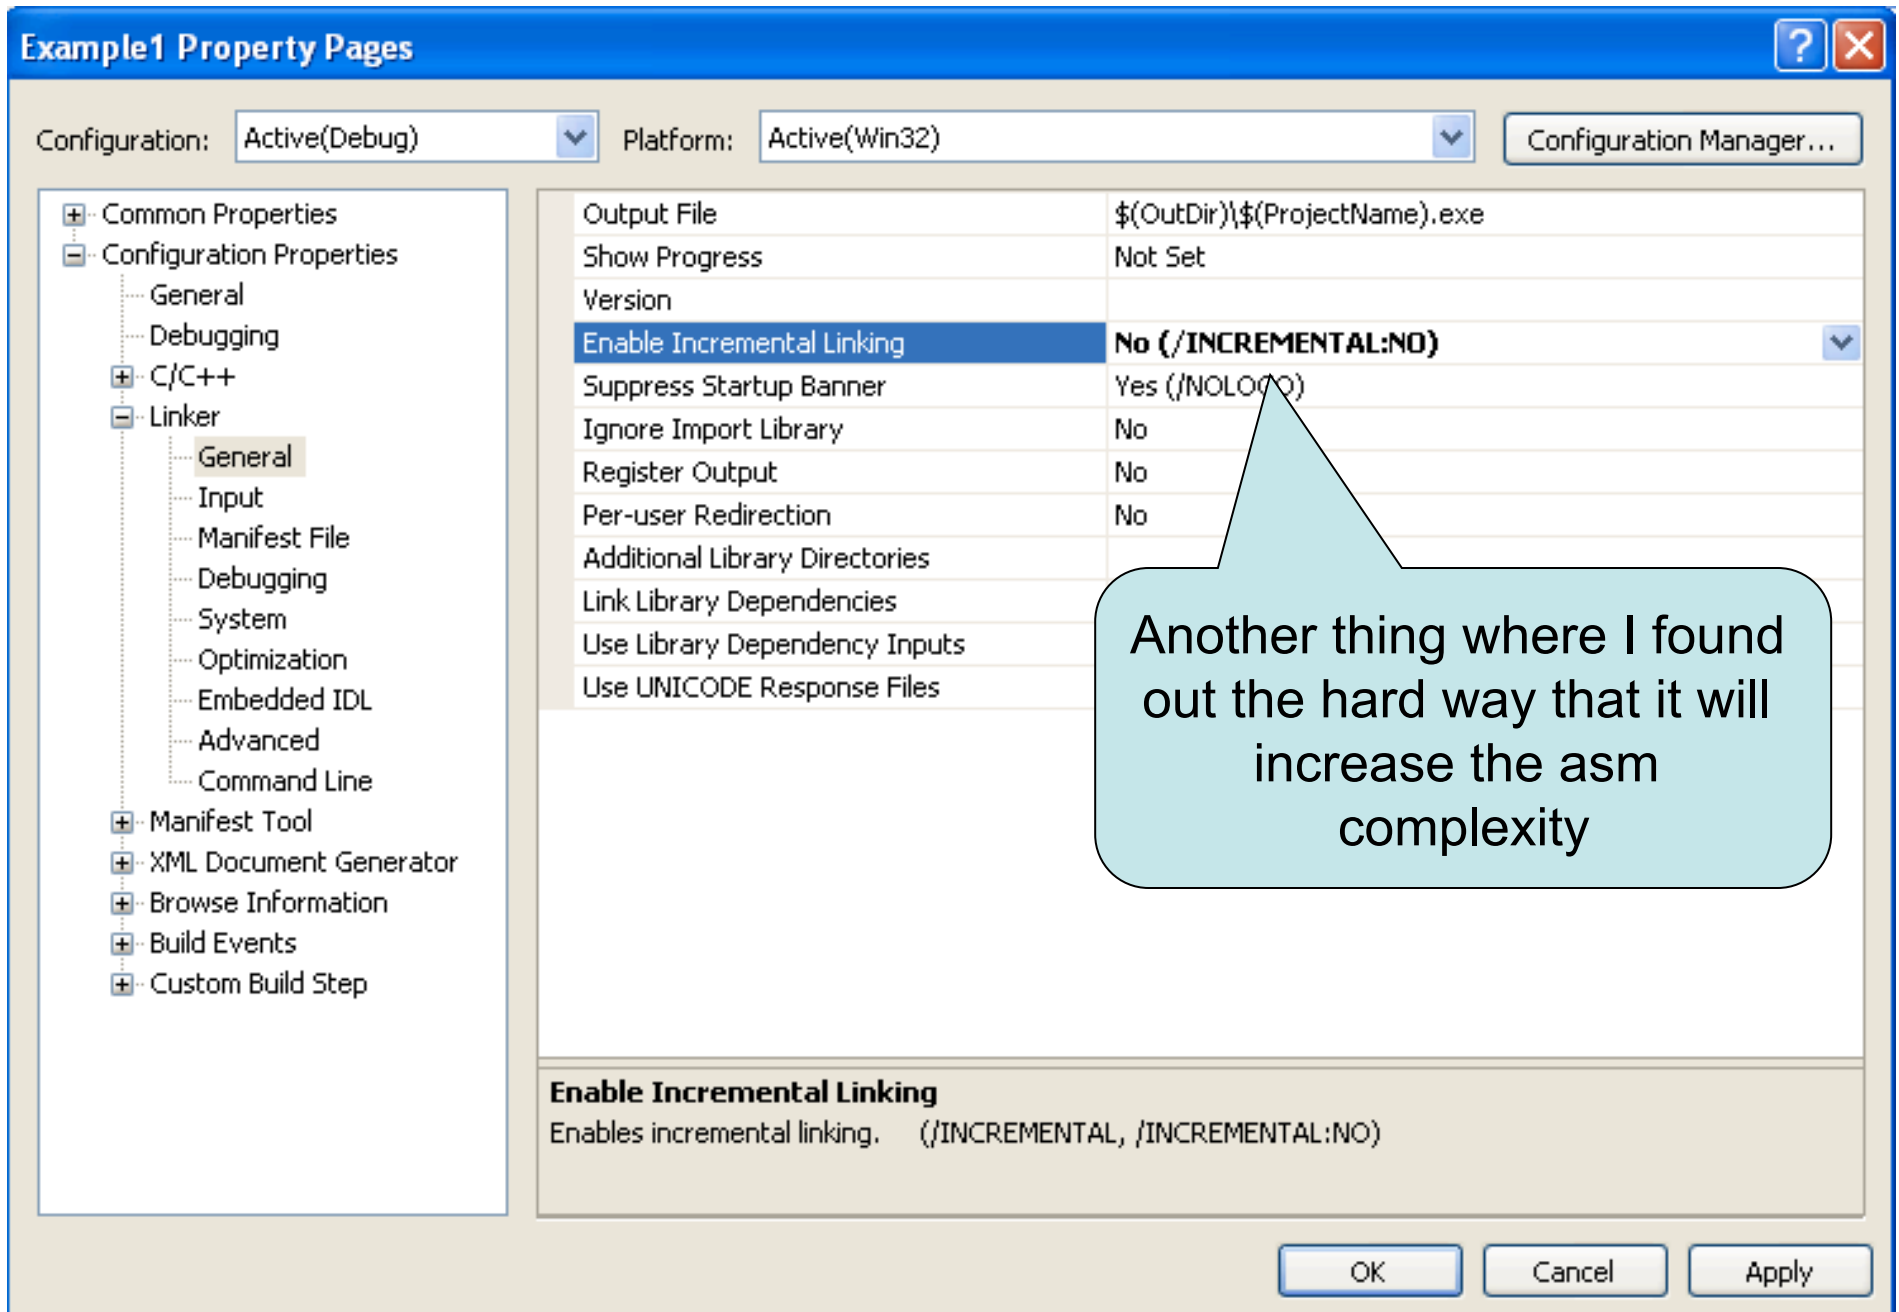 Example1 Property Pages
Configuration: Active(Debug) Platform: Active(Win32) Configuration Manager...
Common Properties
Configuration Properties
General
Debugging
C/C++
Linker
General
Input
Manifest File
Debugging
System
Optimization
Embedded IDL
Advanced
Command Line
Manifest Tool
XML Document Generator
Browse Information
Build Events
Custom Build Step
Output File $(OutDir)\$(ProjectName).exe
Show Progress Not Set
Version
Enable Incremental Linking No (/INCREMENTAL:NO)
Suppress Startup Banner Yes (/NOLOGO)
Ignore Import Library No
Register Output No
Per-user Redirection No
Additional Library Directories
Link Library Dependencies
Use Library Dependency Inputs
Use UNICODE Response Files
Another thing where I found
out the hard way that it will
increase the asm
complexity
Enable Incremental Linking
Enables incremental linking. (/INCREMENTAL, /INCREMENTAL:NO)
OK Cancel Apply